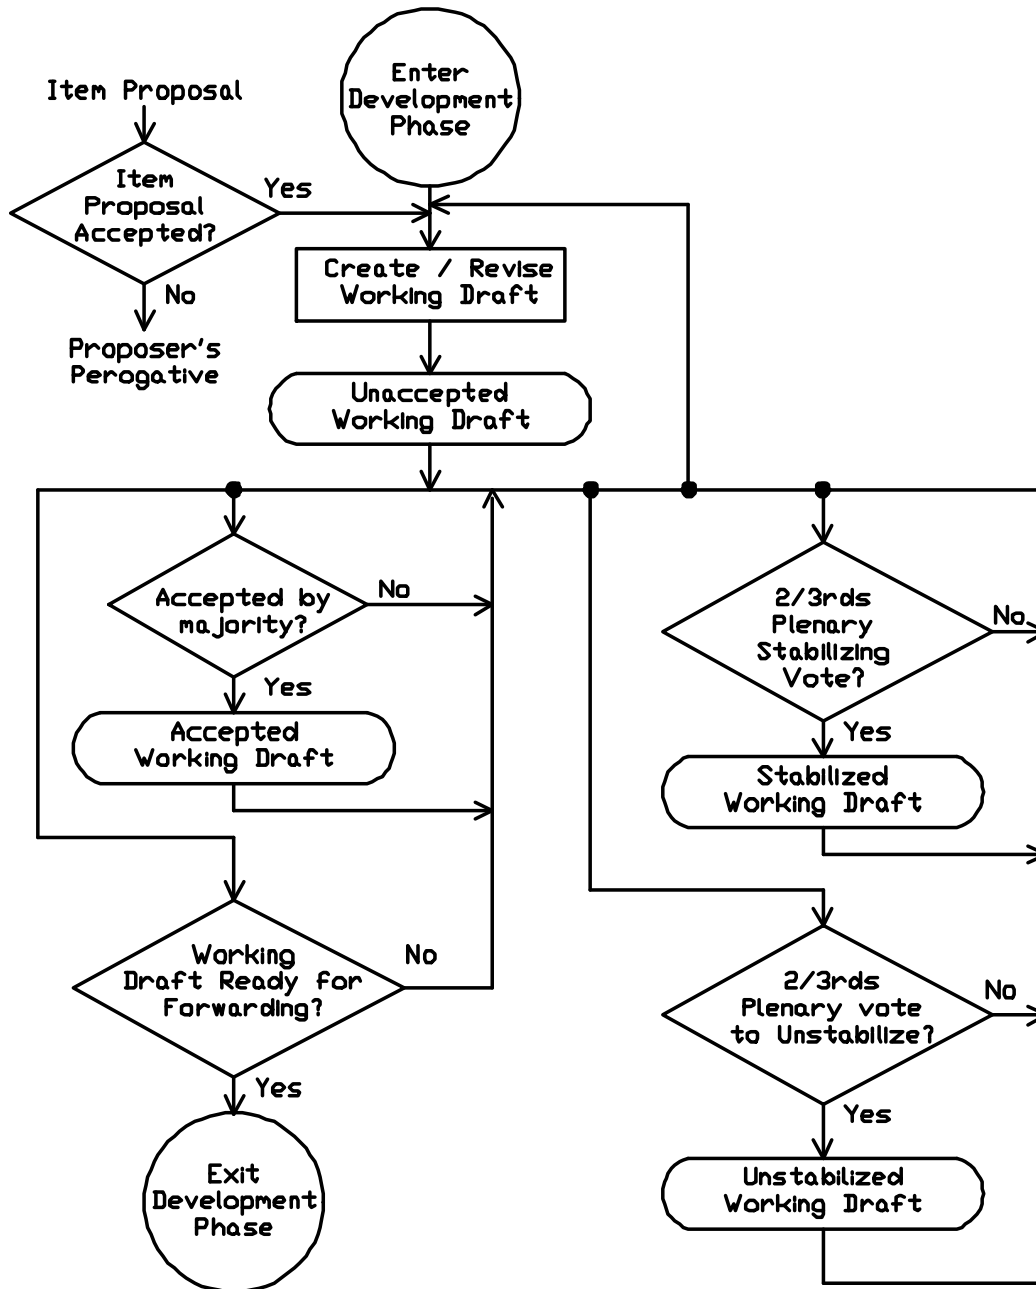 Enter
Development
Phase
Item Proposal
Item
Proposal
Accepted?
Yes
No
Proposer's
Perogative
Create / Revise
Working Draft
Unaccepted
Working Draft
Accepted by
majority?
No
Yes
Accepted
Working Draft
Working
Draft Ready for
Forwarding?
No
Yes
Exit
Development
Phase
2/3rds
Plenary
Stabilizing
Vote?
No
Yes
Stabilized
Working Draft
2/3rds
Plenary vote
to Unstabilize?
No
Yes
Unstabilized
Working Draft